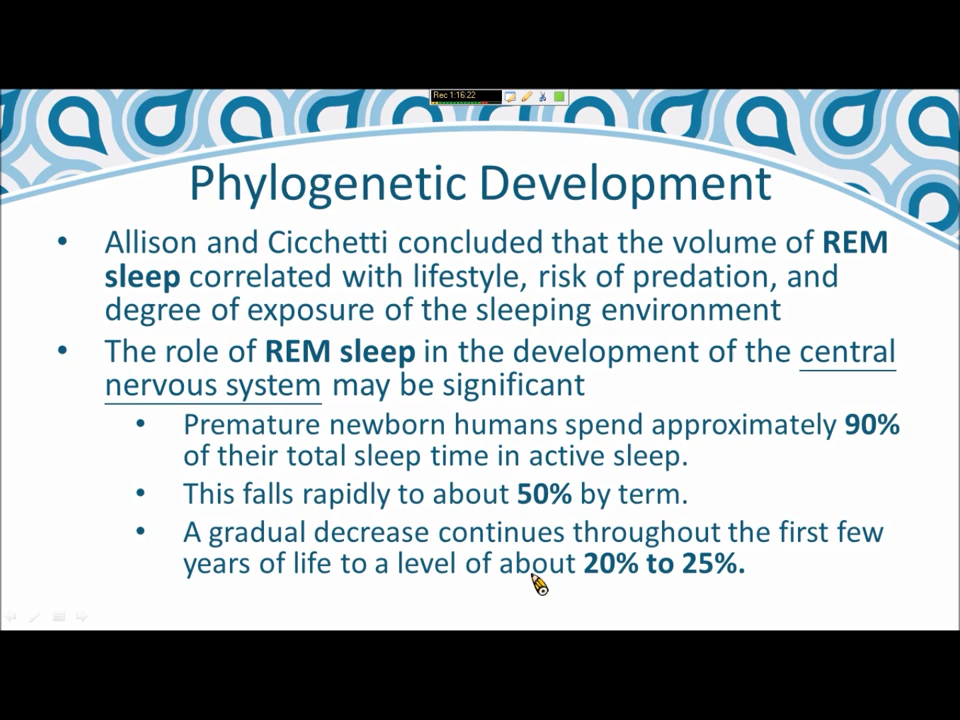 Rec 1:16:22
Phylogenetic Development
• Allison and Cicchetti concluded that the volume of REM
sleep correlated with lifestyle, risk of predation, and
degree of exposure of the sleeping environment
• The role of REM sleep in the development of the central
nervous system may be significant
• Premature newborn humans spend approximately 90%
of their total sleep time in active sleep.
• This falls rapidly to about 50% by term.
• A gradual decrease continues throughout the first few
years of life to a level of about 20% to 25%.